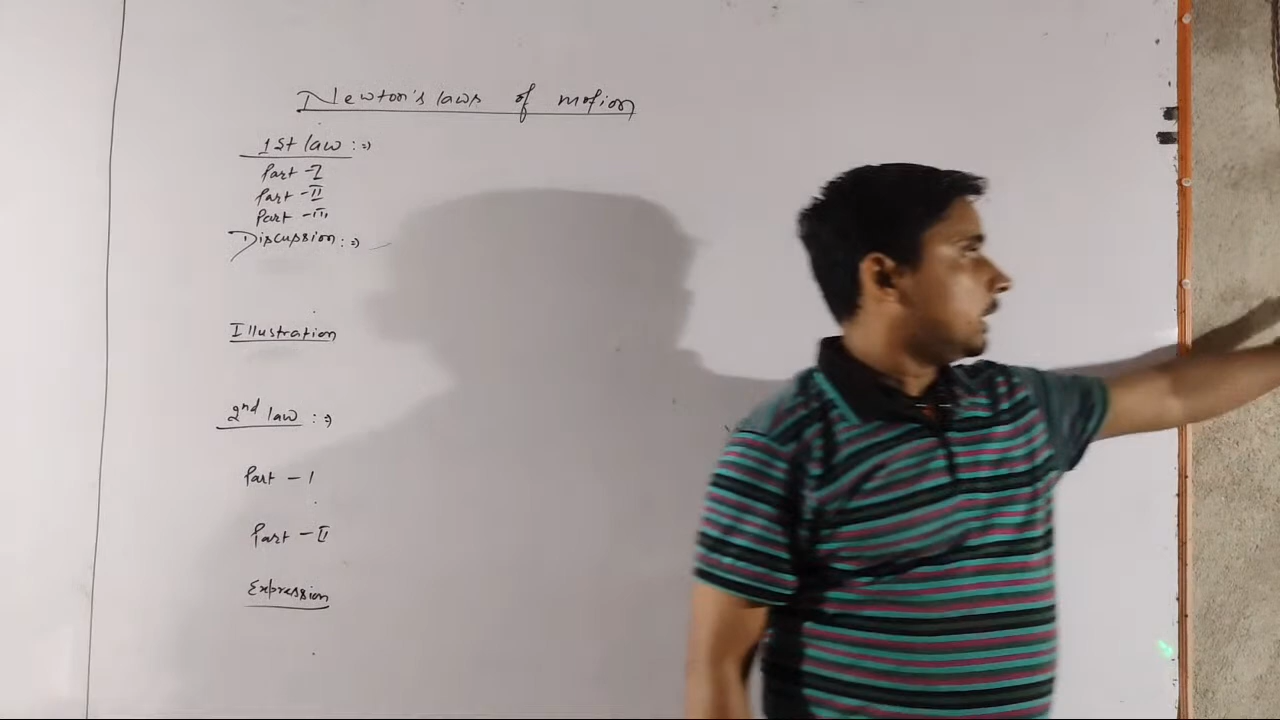 Newton's laws of motion
1st law :⇒
Part - I
Part - II
Part - III
Discussion :⇒
Illustration
2nd law :⇒
Part - 1
Part - II
Expression